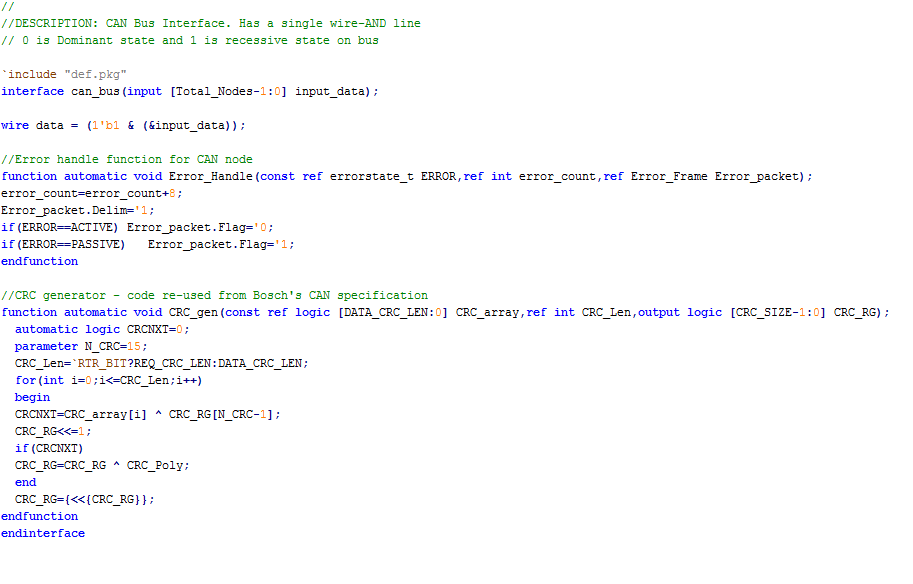 //
//DESCRIPTION: CAN Bus Interface. Has a single wire-AND line
// 0 is Dominant state and 1 is recessive state on bus
`include "def.pkg"
interface can_bus(input [Total_Nodes-1:0] input_data);
wire data = (1'b1 & (&input_data));
//Error handle function for CAN node
function automatic void Error_Handle(const ref errorstate_t ERROR,ref int error_count,ref Error_Frame Error_packet);
error_count=error_count+8;
Error_packet.Delim='1;
if(ERROR==ACTIVE) Error_packet.Flag='0;
if(ERROR==PASSIVE)   Error_packet.Flag='1;
endfunction
//CRC generator - code re-used from Bosch's CAN specification
function automatic void CRC_gen(const ref logic [DATA_CRC_LEN:0] CRC_array,ref int CRC_Len,output logic [CRC_SIZE-1:0] CRC_RG);
  automatic logic CRCNXT=0;
  parameter N_CRC=15;
  CRC_Len=`RTR_BIT?REQ_CRC_LEN:DATA_CRC_LEN;
  for(int i=0;i<=CRC_Len;i++)
  begin
  CRCNXT=CRC_array[i] ^ CRC_RG[N_CRC-1];
  CRC_RG<<=1;
  if(CRCNXT)
  CRC_RG=CRC_RG ^ CRC_Poly;
  end
  CRC_RG={<<{CRC_RG}};
endfunction
endinterface